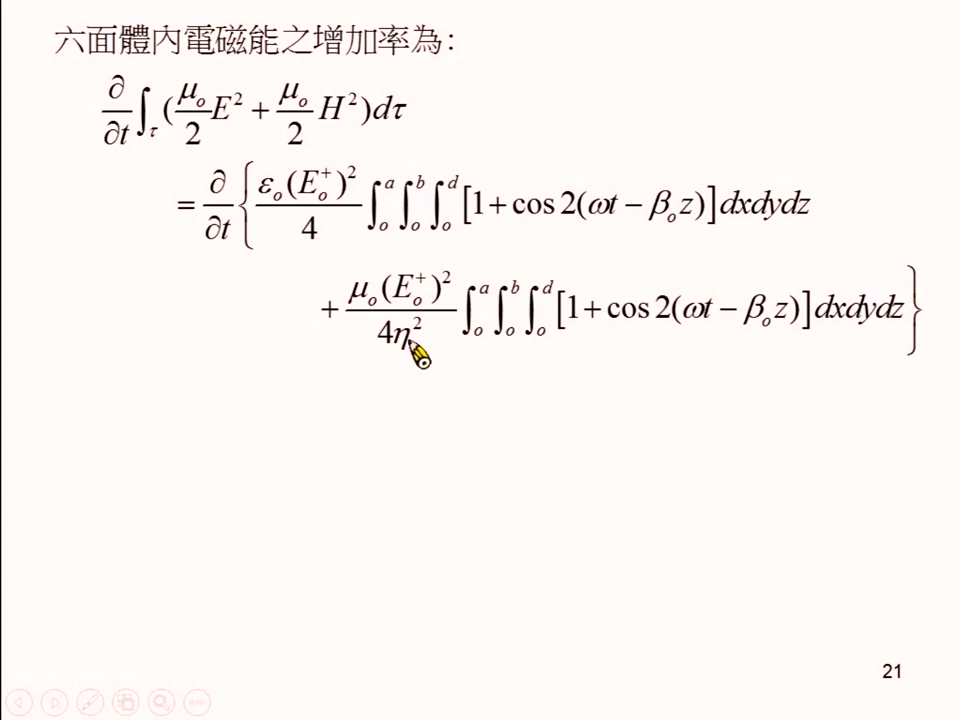 六面體內電磁能之增加率為:
∂/∂t ∫_τ (μ_o/2 E² + μ_o/2 H²)dτ
= ∂/∂t { ε_o(E_o⁺)²/4 ∫_o^a ∫_o^b ∫_o^d [1 + cos 2(ωt − β_o z)] dxdydz
+ μ_o(E_o⁺)²/4η_o² ∫_o^a ∫_o^b ∫_o^d [1 + cos 2(ωt − β_o z)] dxdydz }
21